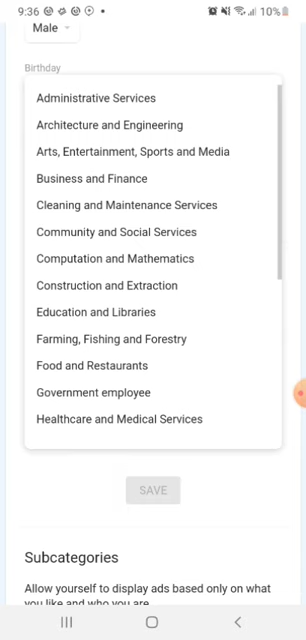 9:36
10%
Male
Birthday
Administrative Services
Architecture and Engineering
Arts, Entertainment, Sports and Media
Business and Finance
Cleaning and Maintenance Services
Community and Social Services
Computation and Mathematics
Construction and Extraction
Education and Libraries
Farming, Fishing and Forestry
Food and Restaurants
Government employee
Healthcare and Medical Services
SAVE
Subcategories
Allow yourself to display ads based only on what
you like and who you are